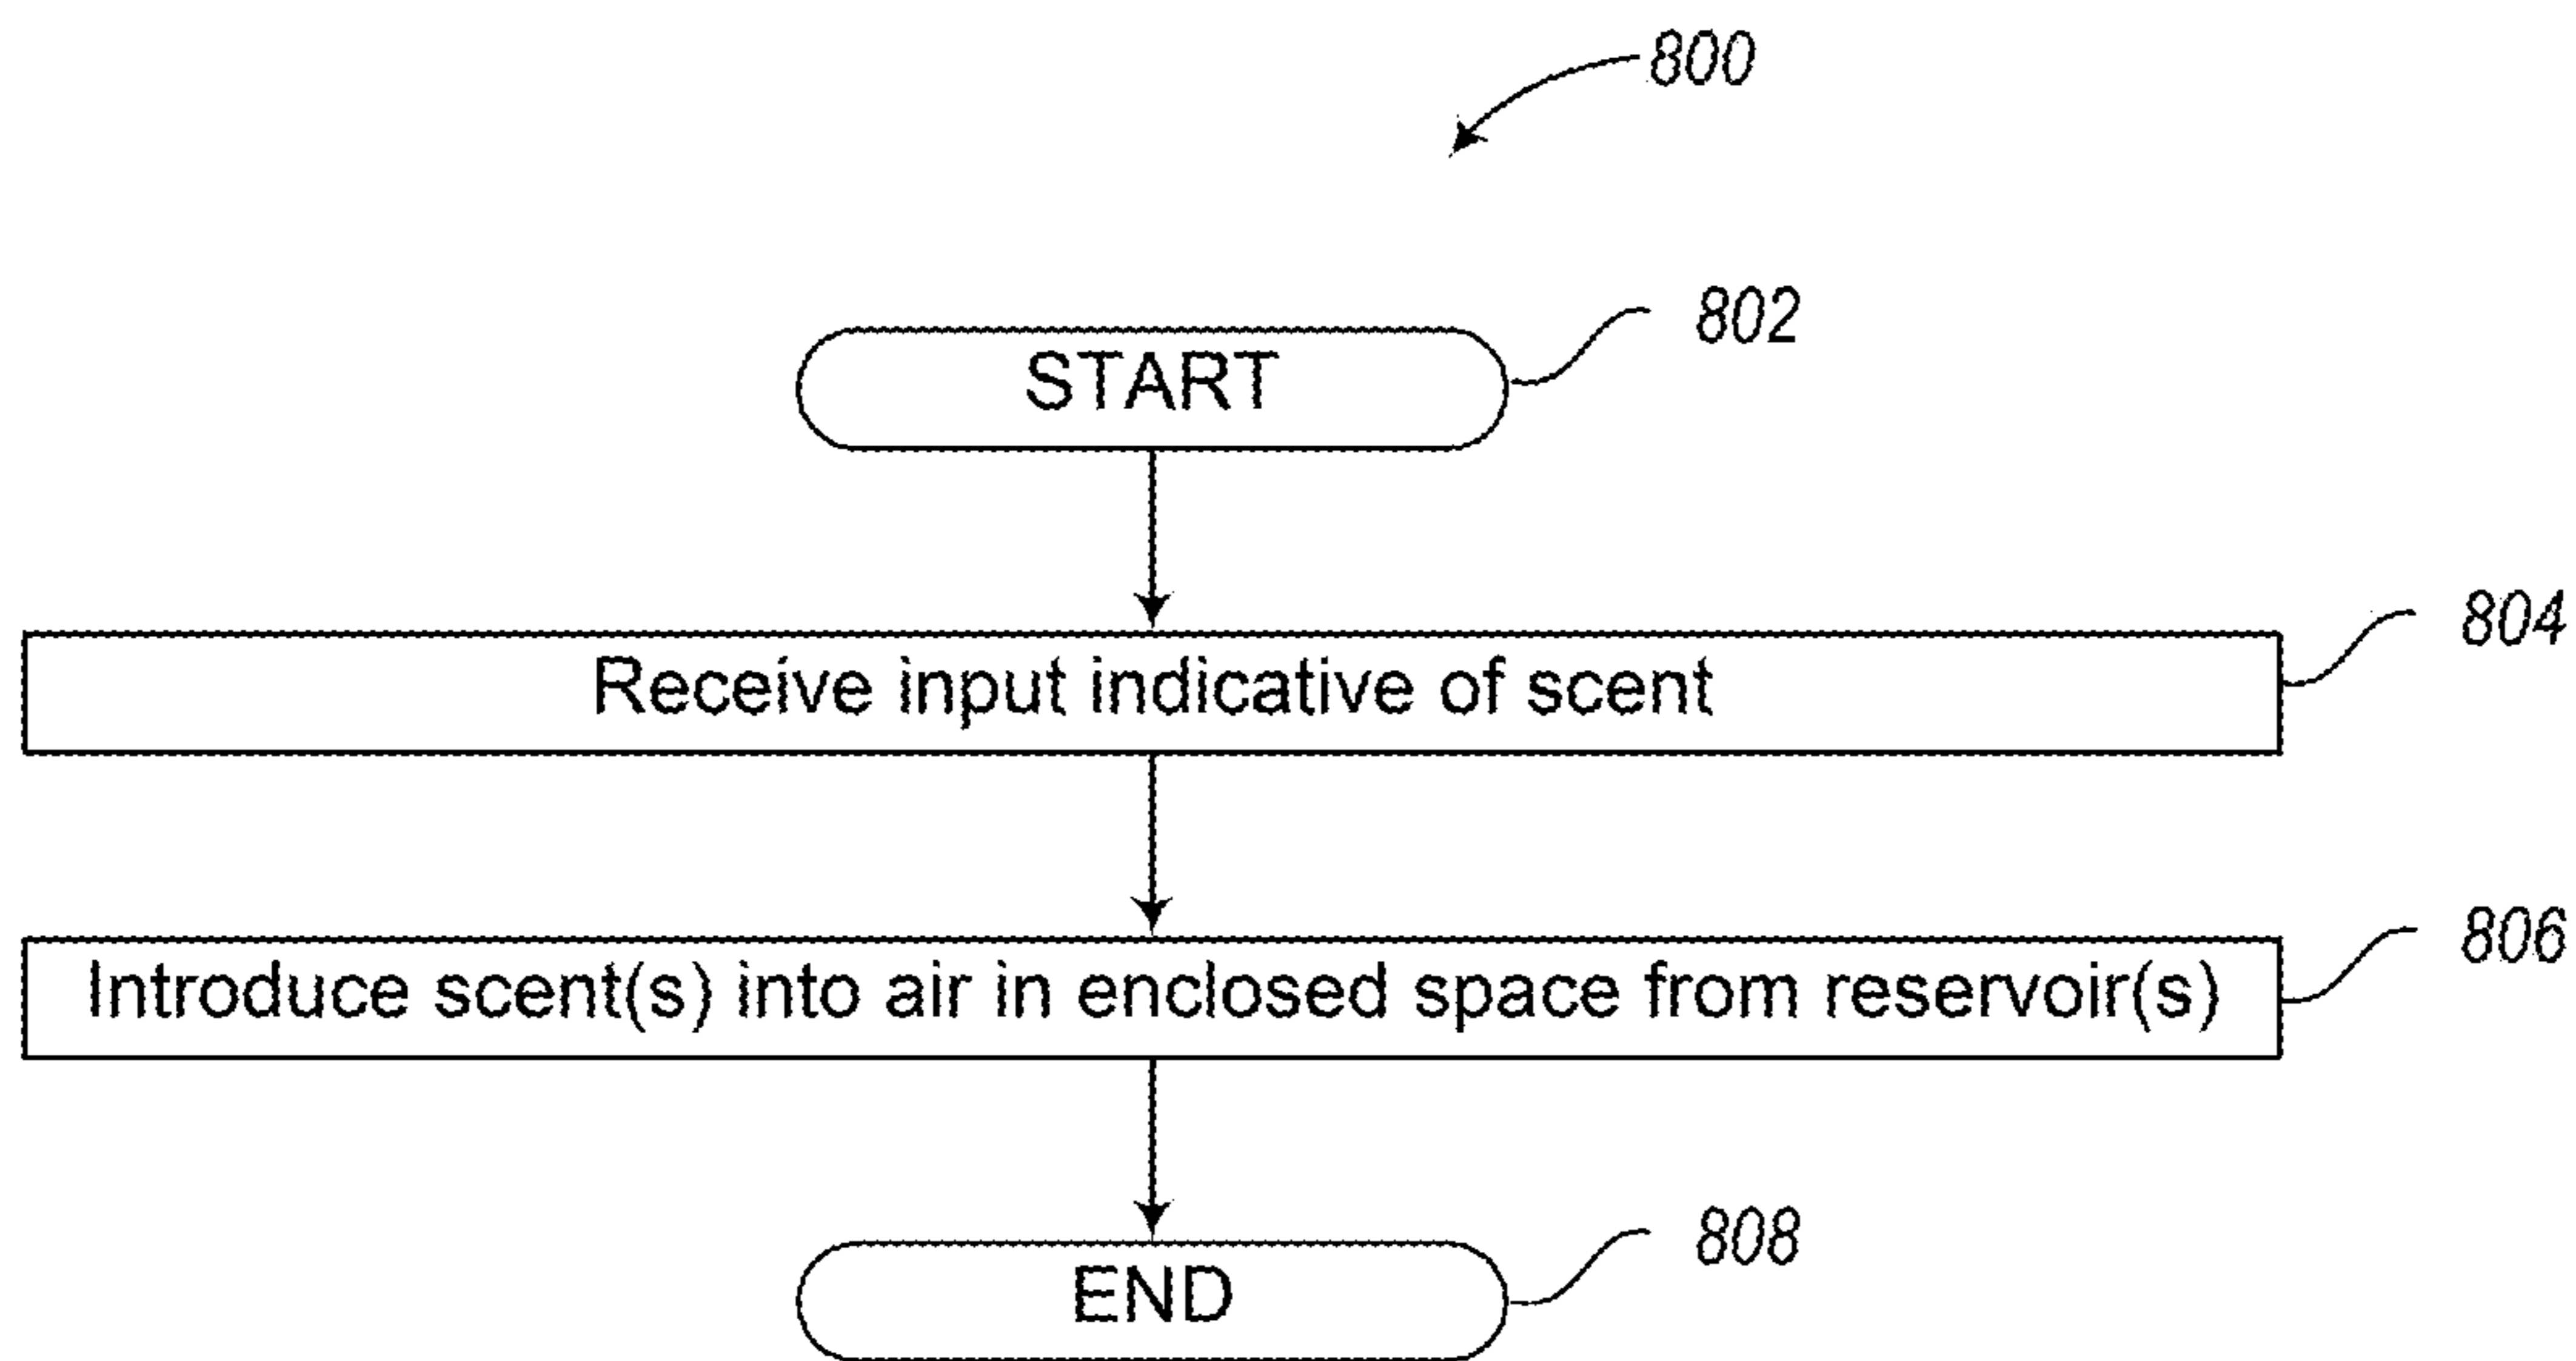 800
START
802
Receive input indicative of scent
804
Introduce scent(s) into air in enclosed space from reservoir(s)
806
END
808